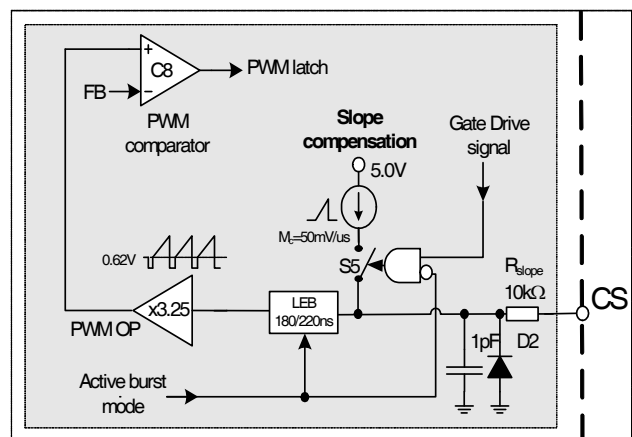 C8
PWM latch
FB
PWM
comparator
Slope
compensation
5.0V
Gate Drive
signal
Mc=50mV/us
0.62V
S5
Rslope
10kΩ
CS
x3.25
PWM OP
LEB
180/220ns
1pF
D2
Active burst
mode